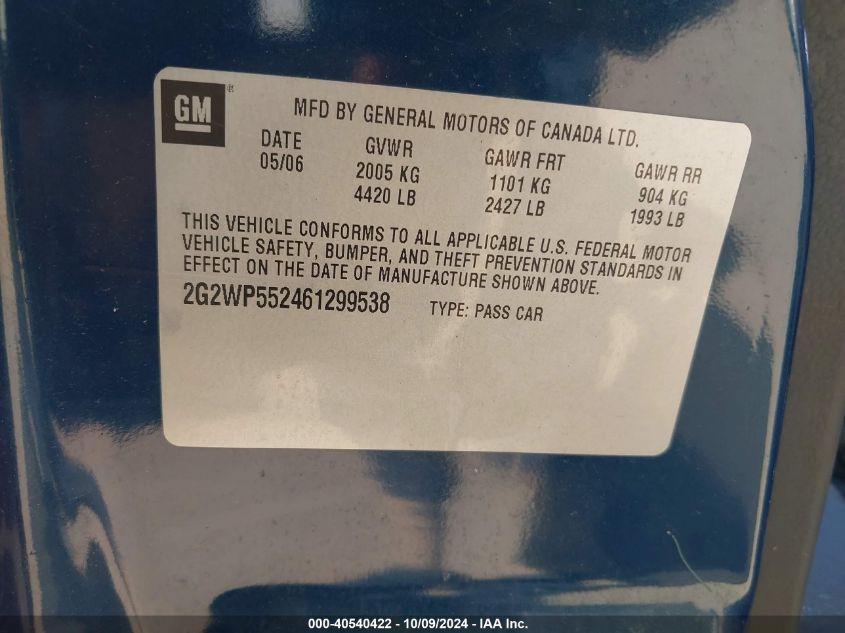 GM®
MFD BY GENERAL MOTORS OF CANADA LTD.
DATE GVWR GAWR FRT GAWR RR
05/06 2005 KG 1101 KG 904 KG
4420 LB 2427 LB 1993 LB
THIS VEHICLE CONFORMS TO ALL APPLICABLE U.S. FEDERAL MOTOR
VEHICLE SAFETY, BUMPER, AND THEFT PREVENTION STANDARDS IN
EFFECT ON THE DATE OF MANUFACTURE SHOWN ABOVE.
2G2WP552461299538 TYPE: PASS CAR
000-40540422 - 10/09/2024 - IAA Inc.